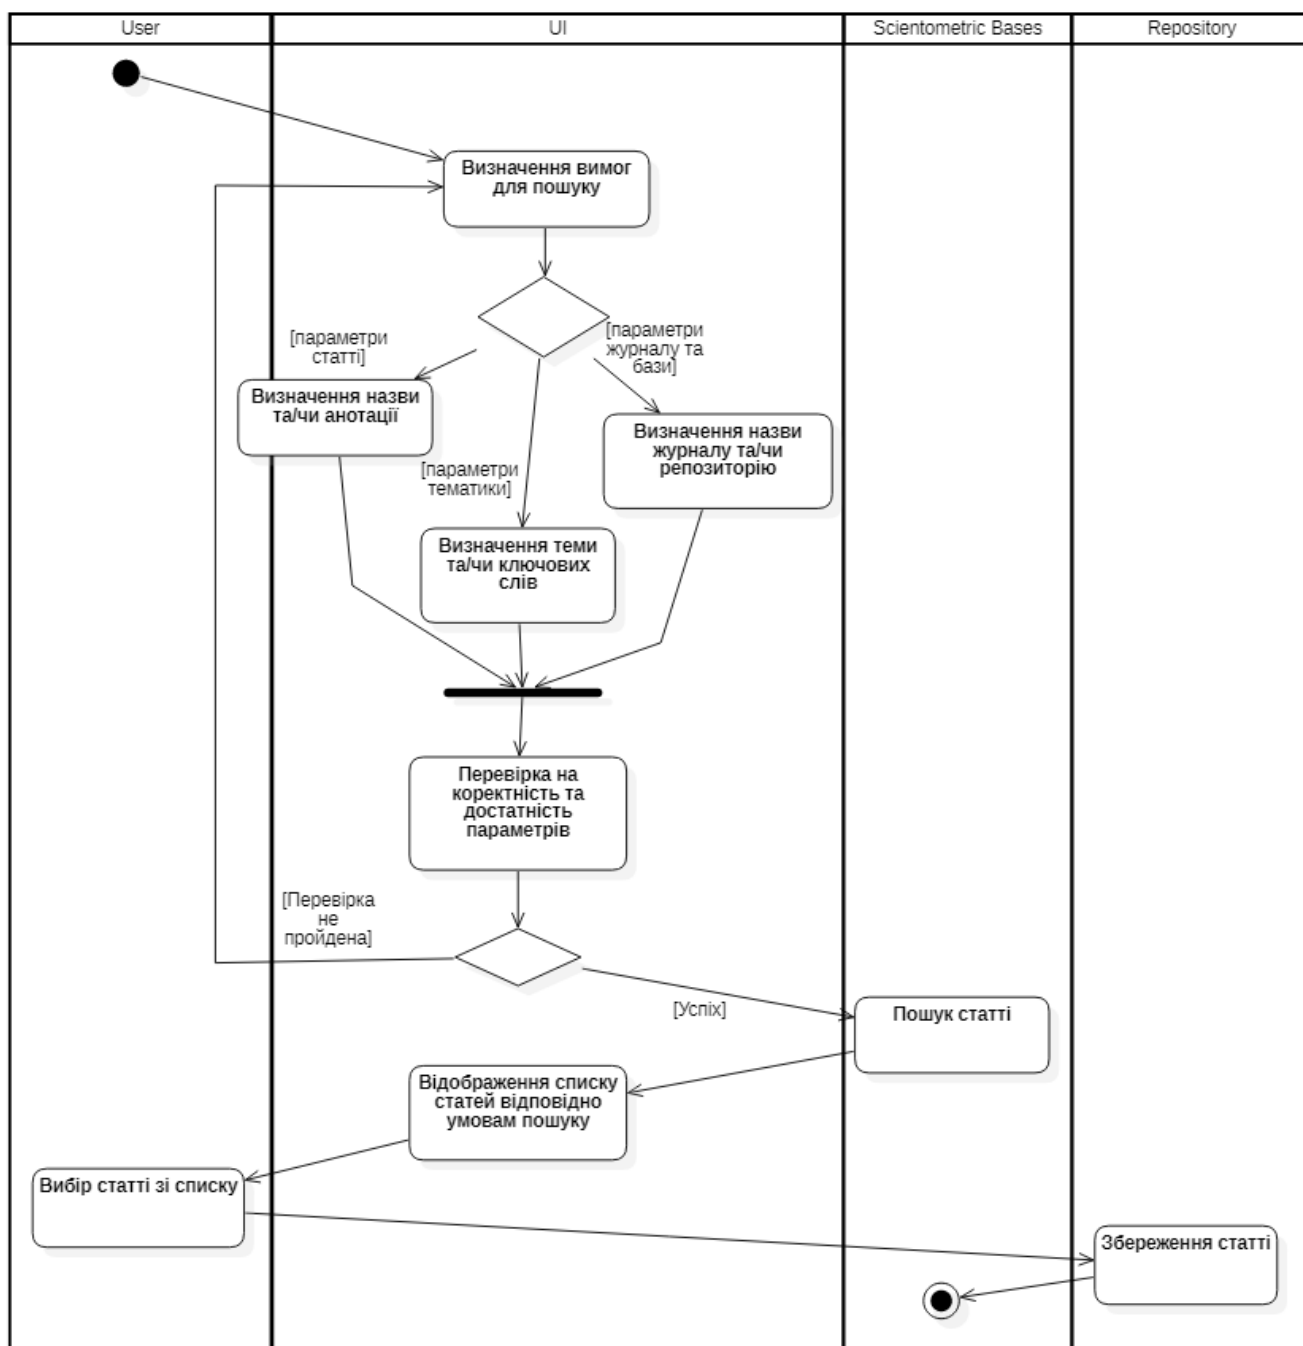 User
UI
Scientometric Bases
Repository
Визначення вимог
для пошуку
[параметри
статті]
[параметри
журналу та
бази]
Визначення назви
та/чи анотації
Визначення назви
журналу та/чи
репозиторію
[параметри
тематики]
Визначення теми
та/чи ключових
слів
Перевірка на
коректність та
достатність
параметрів
[Перевірка
не
пройдена]
[Успіх]
Пошук статті
Відображення списку
статей відповідно
умовам пошуку
Вибір статті зі списку
Збереження статті